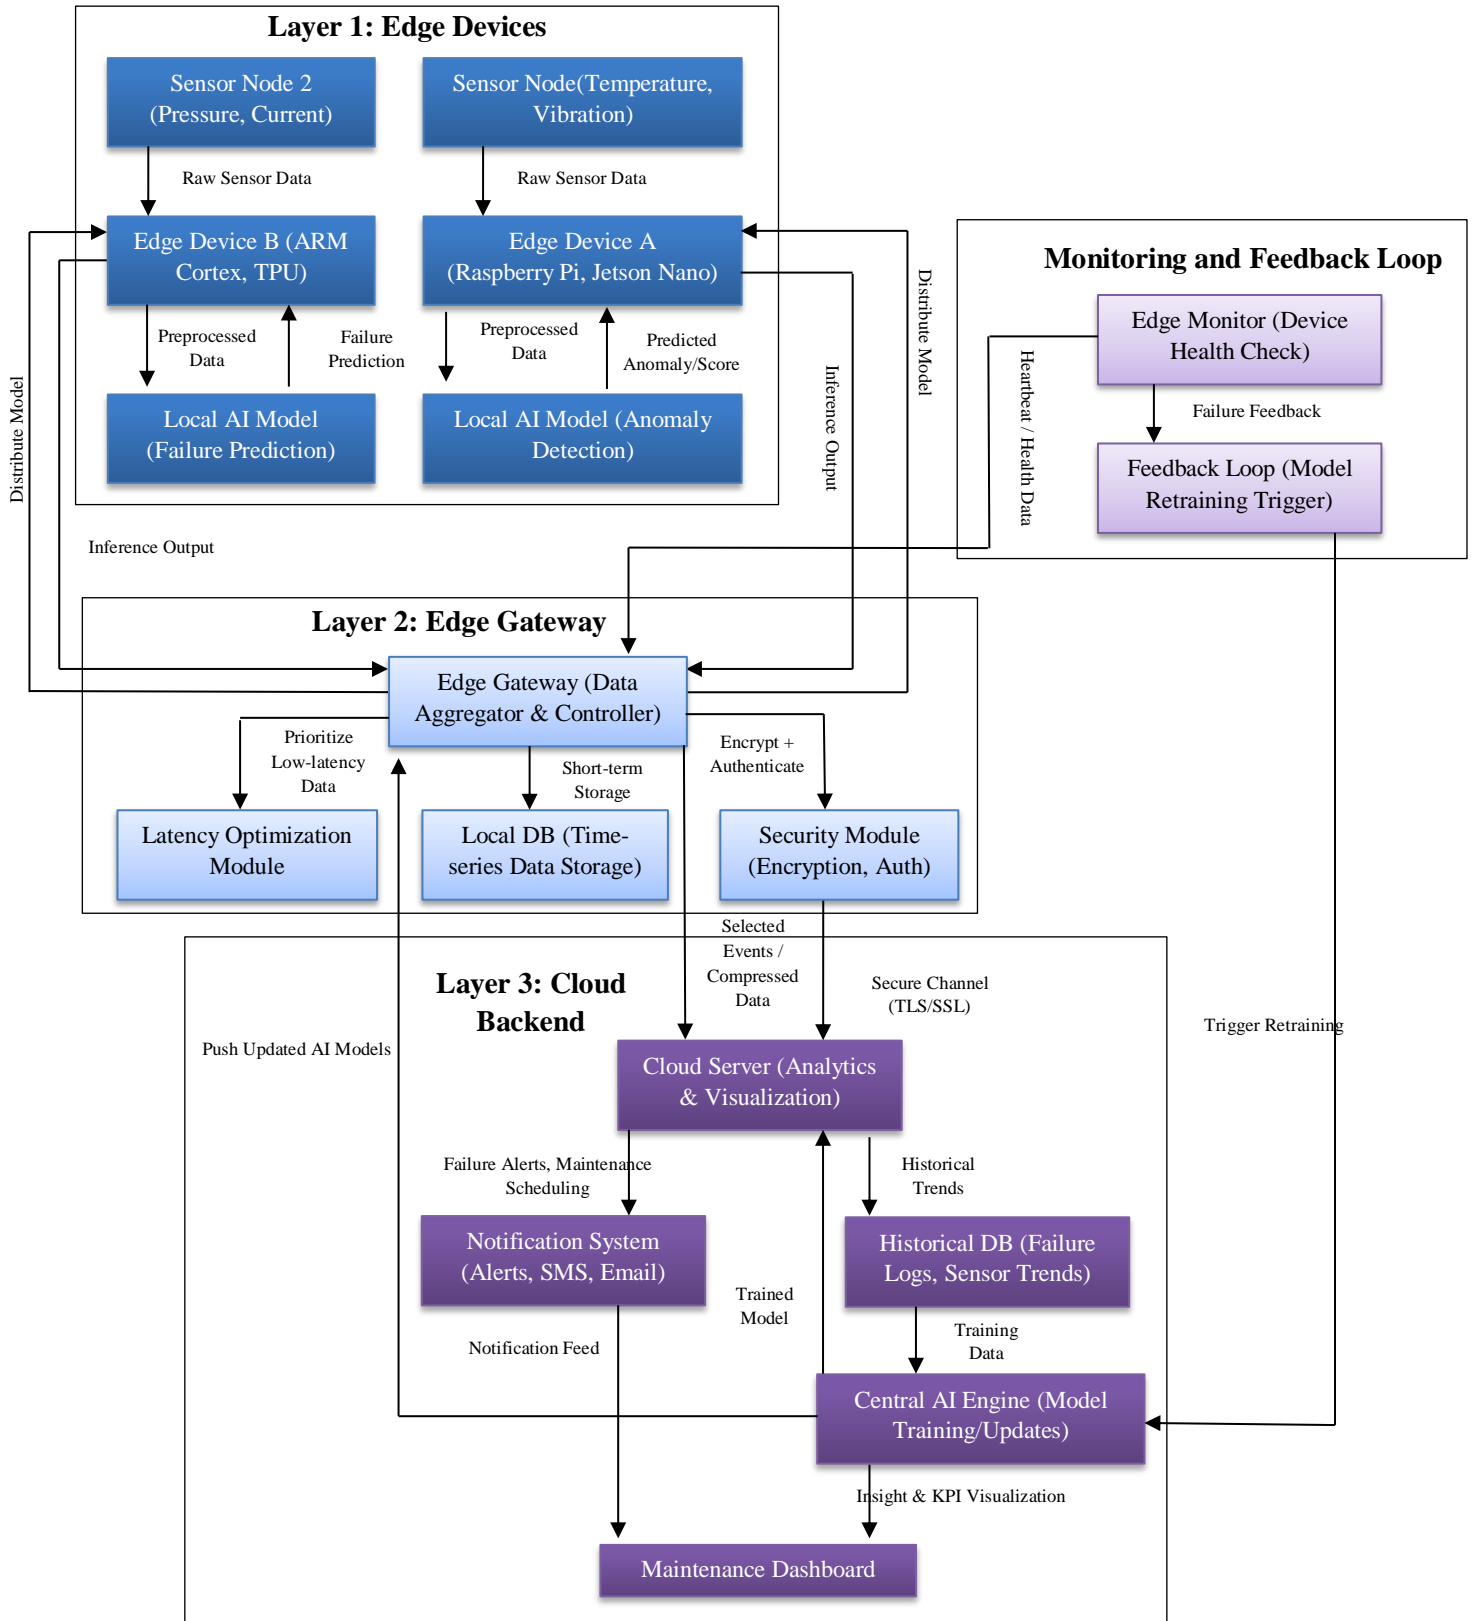 Layer 1: Edge Devices
Sensor Node 2
(Pressure, Current)
Sensor Node(Temperature,
Vibration)
Raw Sensor Data
Raw Sensor Data
Edge Device B (ARM
Cortex, TPU)
Edge Device A
(Raspberry Pi, Jetson Nano)
Preprocessed
Data
Failure
Prediction
Preprocessed
Data
Predicted
Anomaly/Score
Local AI Model
(Failure Prediction)
Local AI Model (Anomaly
Detection)
Distribute Model
Inference Output
Inference Output
Distribute Model
Monitoring and Feedback Loop
Edge Monitor (Device
Health Check)
Heartbeat / Health Data
Failure Feedback
Feedback Loop (Model
Retraining Trigger)
Layer 2: Edge Gateway
Edge Gateway (Data
Aggregator & Controller)
Prioritize
Low-latency
Data
Short-term
Storage
Encrypt +
Authenticate
Latency Optimization
Module
Local DB (Time-
series Data Storage)
Security Module
(Encryption, Auth)
Selected
Events /
Compressed
Data
Secure Channel
(TLS/SSL)
Layer 3: Cloud
Backend
Push Updated AI Models
Trigger Retraining
Cloud Server (Analytics
& Visualization)
Failure Alerts, Maintenance
Scheduling
Historical
Trends
Notification System
(Alerts, SMS, Email)
Historical DB (Failure
Logs, Sensor Trends)
Trained
Model
Notification Feed
Training
Data
Central AI Engine (Model
Training/Updates)
Insight & KPI Visualization
Maintenance Dashboard